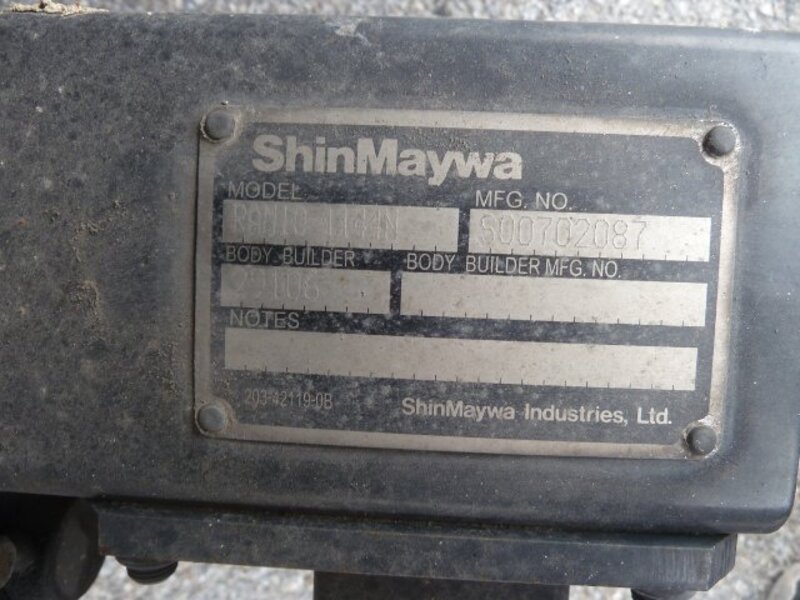 ShinMaywa
MODEL MFG. NO.
S00702087
BODY BUILDER BODY BUILDER MFG. NO.
NOTES
203-42119-0B ShinMaywa Industries, Ltd.